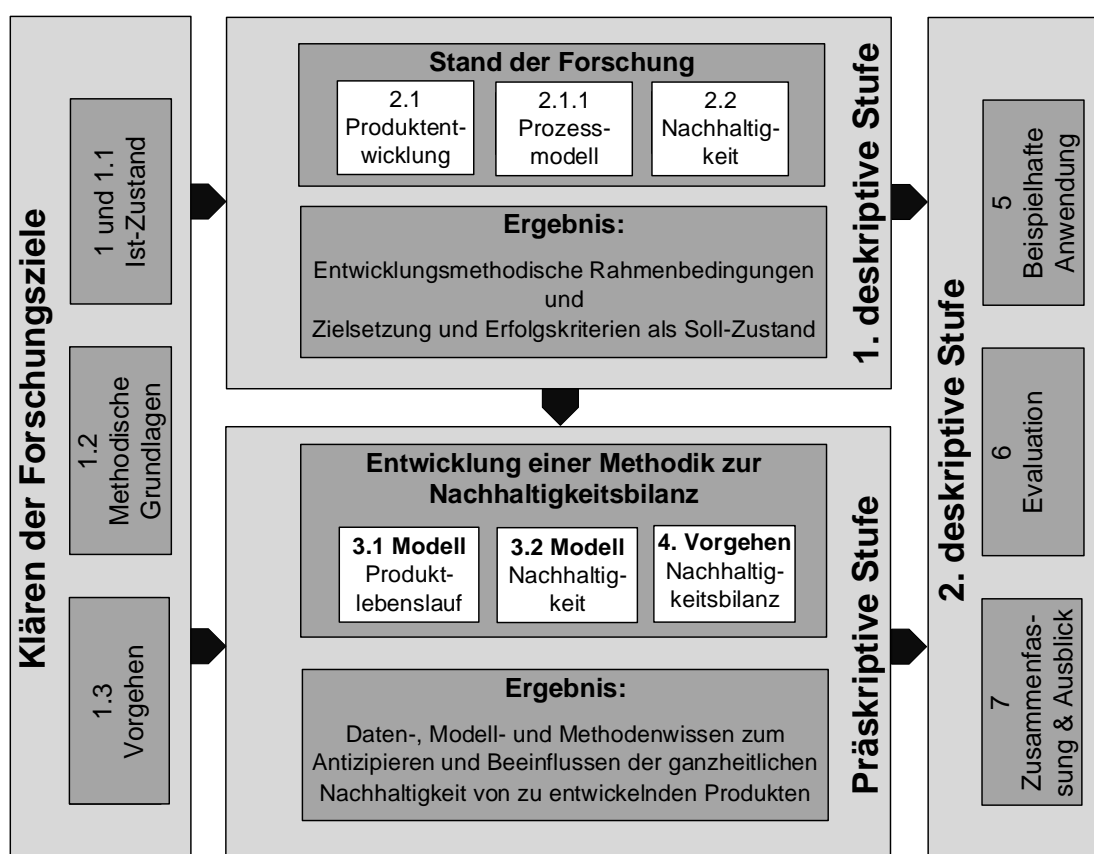 Klären der Forschungsziele
1 und 1.1
Ist-Zustand
1.2
Methodische
Grundlagen
1.3
Vorgehen
1. deskriptive Stufe
Stand der Forschung
2.1
Produktent-
wicklung
2.1.1
Prozess-
modell
2.2
Nachhaltig-
keit
Ergebnis:
Entwicklungsmethodische Rahmenbedingungen
und
Zielsetzung und Erfolgskriterien als Soll-Zustand
Präskriptive Stufe
Entwicklung einer Methodik zur
Nachhaltigkeitsbilanz
3.1 Modell
Produkt-
lebenslauf
3.2 Modell
Nachhaltig-
keit
4. Vorgehen
Nachhaltig-
keitsbilanz
Ergebnis:
Daten-, Modell- und Methodenwissen zum
Antizipieren und Beeinflussen der ganzheitlichen
Nachhaltigkeit von zu entwickelnden Produkten
2. deskriptive Stufe
5
Beispielhafte
Anwendung
6
Evaluation
7
Zusammenfas-
sung & Ausblick